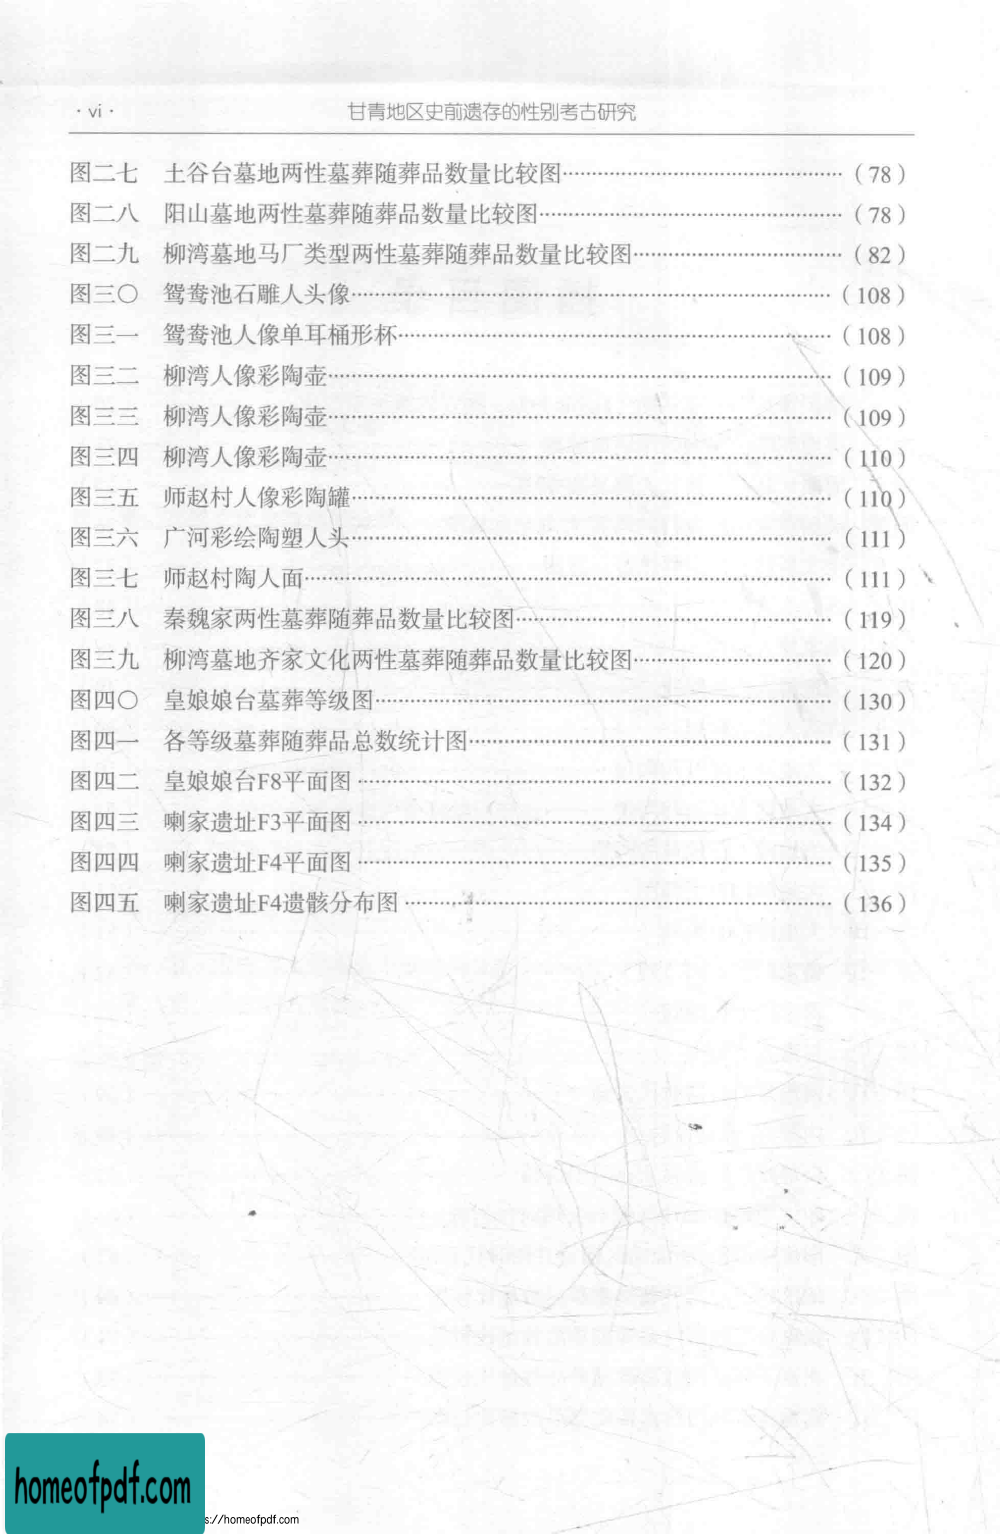 · vi ·
甘青地区史前遗存的性别考古研究
图二七 土谷台墓地两性墓葬随葬品数量比较图……………………………（78）
图二八 阳山墓地两性墓葬随葬品数量比较图……………………………（78）
图二九 柳湾墓地马厂类型两性墓葬随葬品数量比较图……………………（82）
图三〇 鸳鸯池石雕人头像……………………………………………（108）
图三一 鸳鸯池人像单耳桶形杯…………………………………………（108）
图三二 柳湾人像彩陶壶………………………………………………（109）
图三三 柳湾人像彩陶壶………………………………………………（109）
图三四 柳湾人像彩陶壶………………………………………………（110）
图三五 师赵村人像彩陶罐……………………………………………（110）
图三六 广河彩绘陶塑人头……………………………………………（111）
图三七 师赵村陶人面…………………………………………………（111）
图三八 秦魏家两性墓葬随葬品数量比较图………………………………（119）
图三九 柳湾墓地齐家文化两性墓葬随葬品数量比较图……………………（120）
图四〇 皇娘娘台墓葬等级图…………………………………………（130）
图四一 各等级墓葬随葬品总数统计图…………………………………（131）
图四二 皇娘娘台F8平面图……………………………………………（132）
图四三 喇家遗址F3平面图……………………………………………（134）
图四四 喇家遗址F4平面图……………………………………………（135）
图四五 喇家遗址F4遗骸分布图………………………………………（136）
homeofpdf.com
s://homeofpdf.com